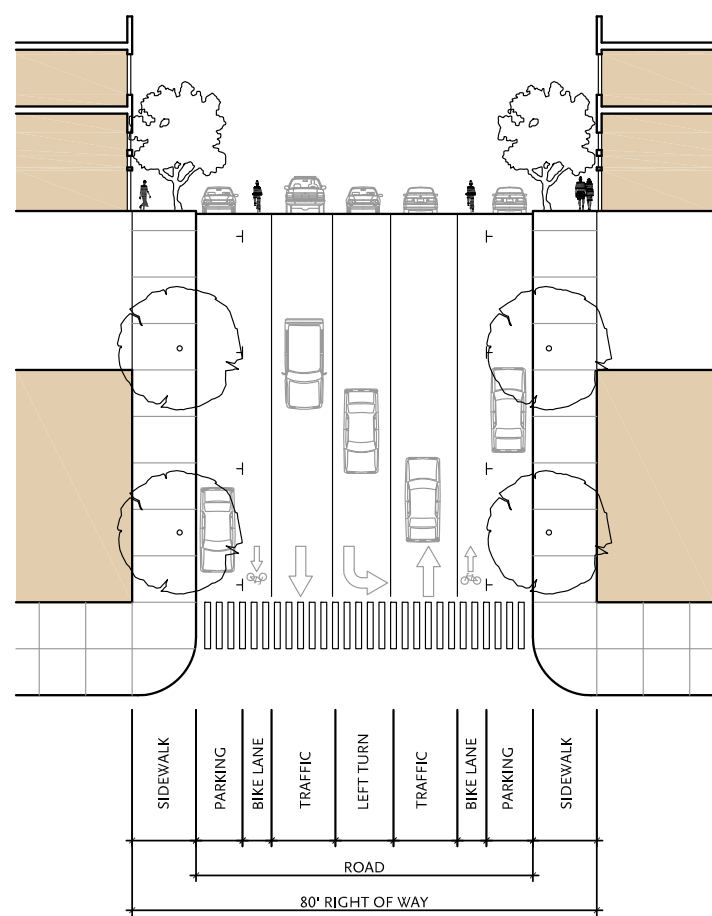 SIDEWALK
PARKING
BIKE LANE
TRAFFIC
LEFT TURN
TRAFFIC
BIKE LANE
PARKING
SIDEWALK
ROAD
80' RIGHT OF WAY